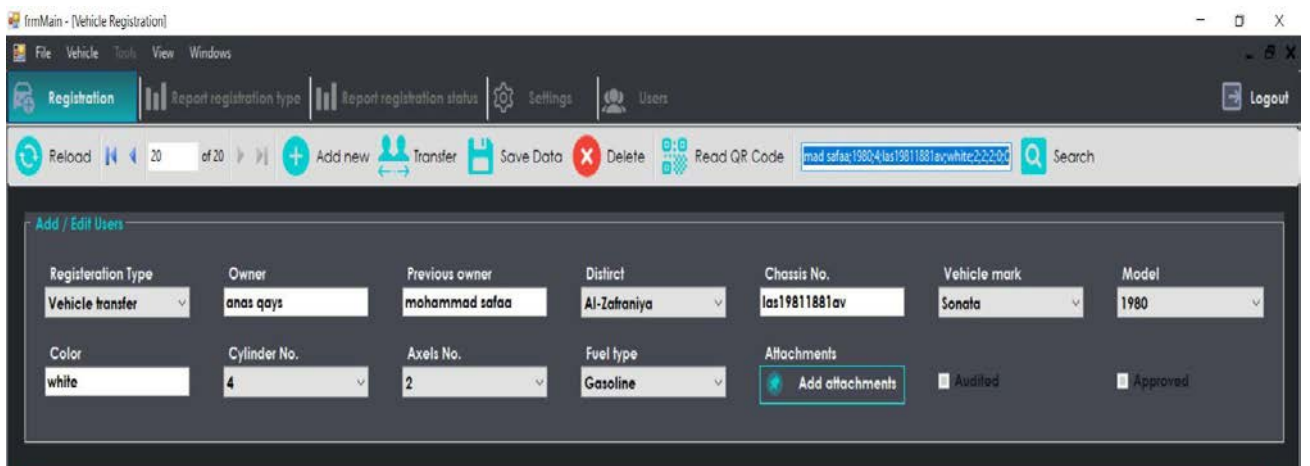 frmMain - [Vehicle Registration]
File Vehicle Tools View Windows
Registration Report registration type Report registration status Settings Users Logout
Reload 20 of 20 Add new Transfer Save Data Delete Read QR Code mad safaa;1980;4;las19811881av;white;2;2;2;0;0 Search
Add / Edit Users
Registeration Type Owner Previous owner Distirct Chassis No. Vehicle mark Model
Vehicle transfer anas qays mohammad safaa Al-Zafraniya las19811881av Sonata 1980
Color Cylinder No. Axels No. Fuel type Attachments
white 4 2 Gasoline Add attachments Audited Approved